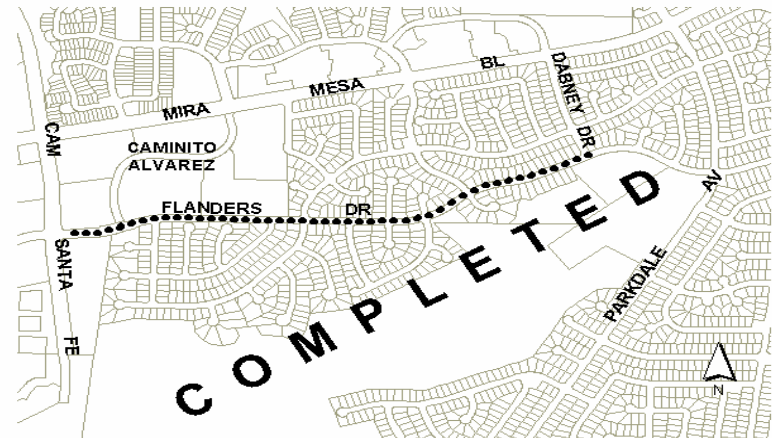 MIRA MESA BL
DABNEY DR
CAM SANTA FE
CAMINITO
ALVAREZ
FLANDERS DR
COMPLETED
PARKDALE AV
N